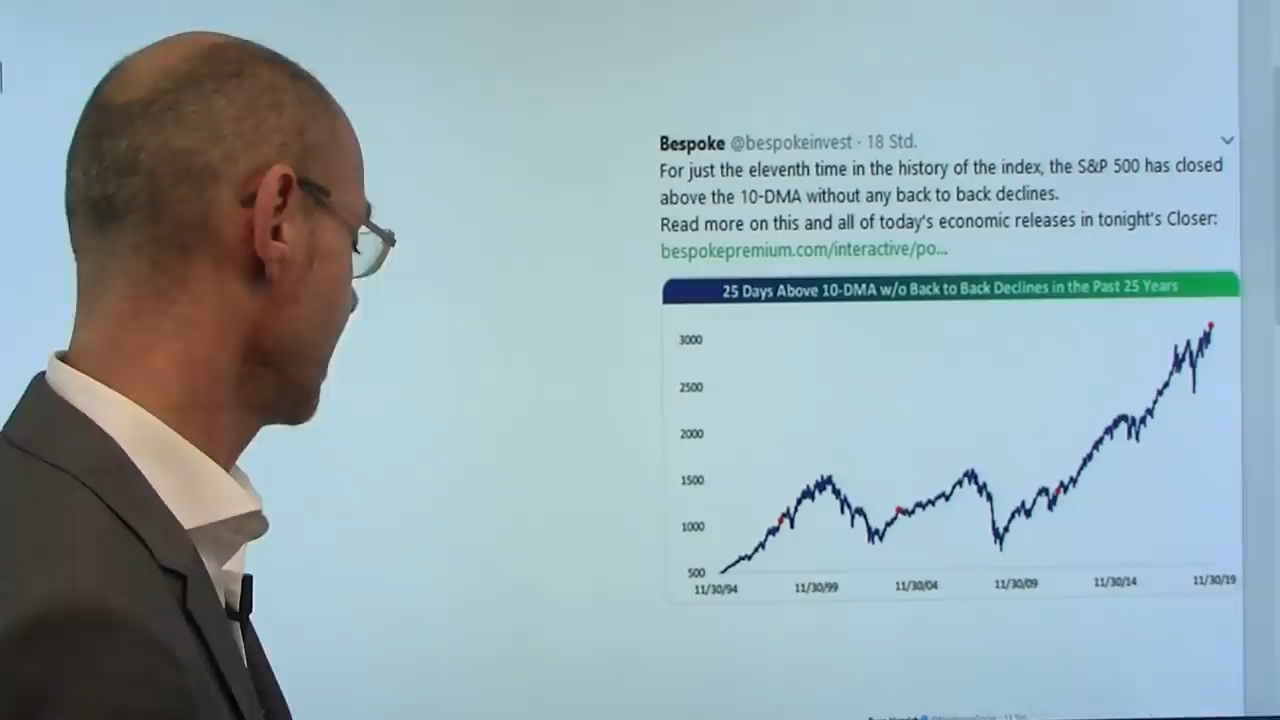 Bespoke @bespokeinvest · 18 Std.
For just the eleventh time in the history of the index, the S&P 500 has closed
above the 10-DMA without any back to back declines.
Read more on this and all of today's economic releases in tonight's Closer:
bespokepremium.com/interactive/po...
25 Days Above 10-DMA w/o Back to Back Declines in the Past 25 Years
3000
2500
2000
1500
1000
500
11/30/94 11/30/99 11/30/04 11/30/09 11/30/14 11/30/19